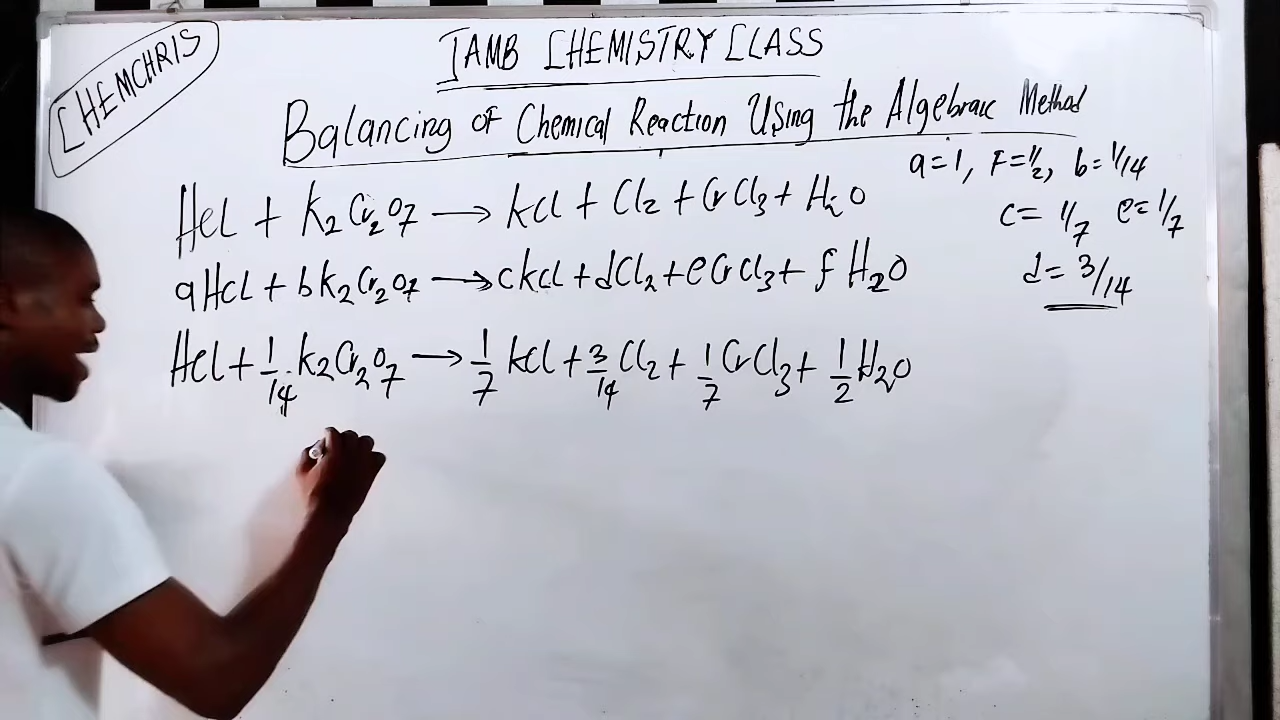 CHEMCHRIS
JAMB CHEMISTRY CLASS
Balancing of Chemical Reaction Using the Algebraic Method
a=1, F=1/2, b=1/14
c= 1/7 e=1/7
d= 3/14
HCl + K₂Cr₂O₇ → KCl + Cl₂ + CrCl₃ + H₂O
aHCl + bK₂Cr₂O₇ → cKCl + dCl₂ + eCrCl₃ + fH₂O
HCl + 1/14 K₂Cr₂O₇ → 1/7 KCl + 3/14 Cl₂ + 1/7 CrCl₃ + 1/2 H₂O